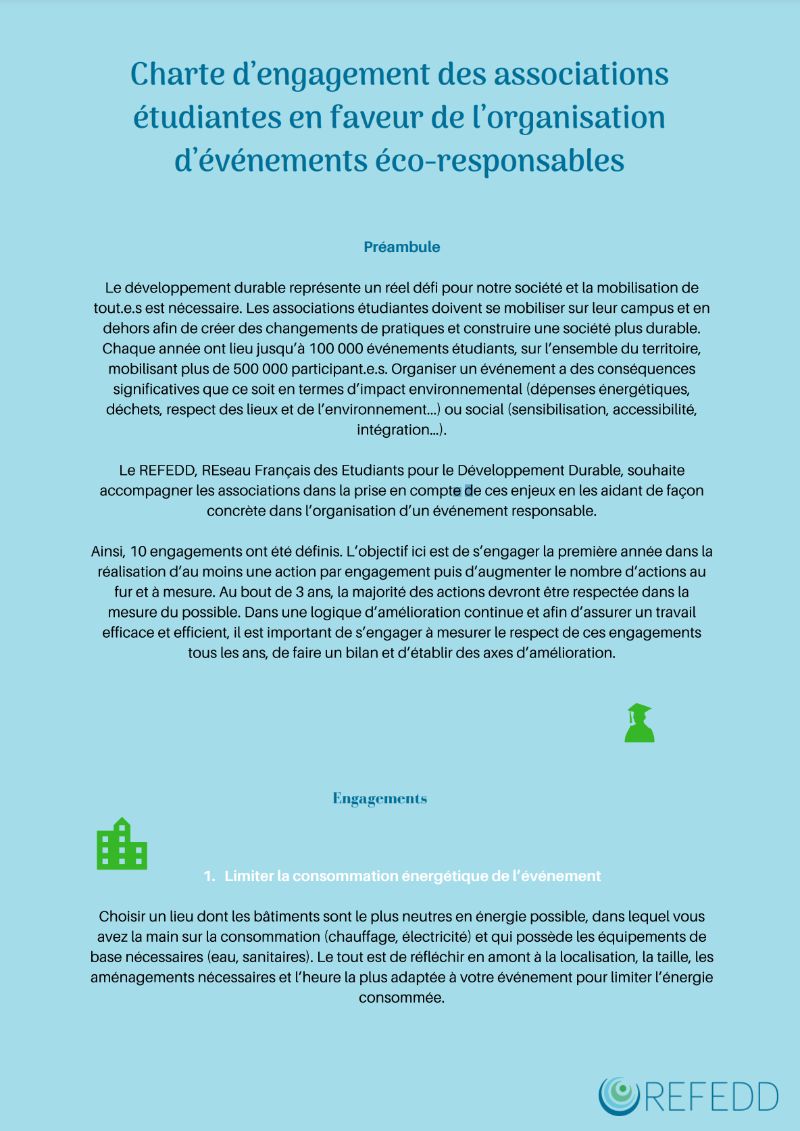 Charte d’engagement des associations
étudiantes en faveur de l’organisation
d’événements éco-responsables
Préambule
Le développement durable représente un réel défi pour notre société et la mobilisation de
tout.e.s est nécessaire. Les associations étudiantes doivent se mobiliser sur leur campus et en
dehors afin de créer des changements de pratiques et construire une société plus durable.
Chaque année ont lieu jusqu’à 100 000 événements étudiants, sur l’ensemble du territoire,
mobilisant plus de 500 000 participant.e.s. Organiser un événement a des conséquences
significatives que ce soit en termes d’impact environnemental (dépenses énergétiques,
déchets, respect des lieux et de l’environnement...) ou social (sensibilisation, accessibilité,
intégration...).
Le REFEDD, REseau Français des Etudiants pour le Développement Durable, souhaite
accompagner les associations dans la prise en compte de ces enjeux en les aidant de façon
concrète dans l’organisation d’un événement responsable.
Ainsi, 10 engagements ont été définis. L’objectif ici est de s’engager la première année dans la
réalisation d’au moins une action par engagement puis d’augmenter le nombre d’actions au
fur et à mesure. Au bout de 3 ans, la majorité des actions devront être respectée dans la
mesure du possible. Dans une logique d’amélioration continue et afin d’assurer un travail
efficace et efficient, il est important de s’engager à mesurer le respect de ces engagements
tous les ans, de faire un bilan et d’établir des axes d’amélioration.
Engagements
1. Limiter la consommation énergétique de l’événement
Choisir un lieu dont les bâtiments sont le plus neutres en énergie possible, dans lequel vous
avez la main sur la consommation (chauffage, électricité) et qui possède les équipements de
base nécessaires (eau, sanitaires). Le tout est de réfléchir en amont à la localisation, la taille, les
aménagements nécessaires et l’heure la plus adaptée à votre événement pour limiter l’énergie
consommée.
REFEDD